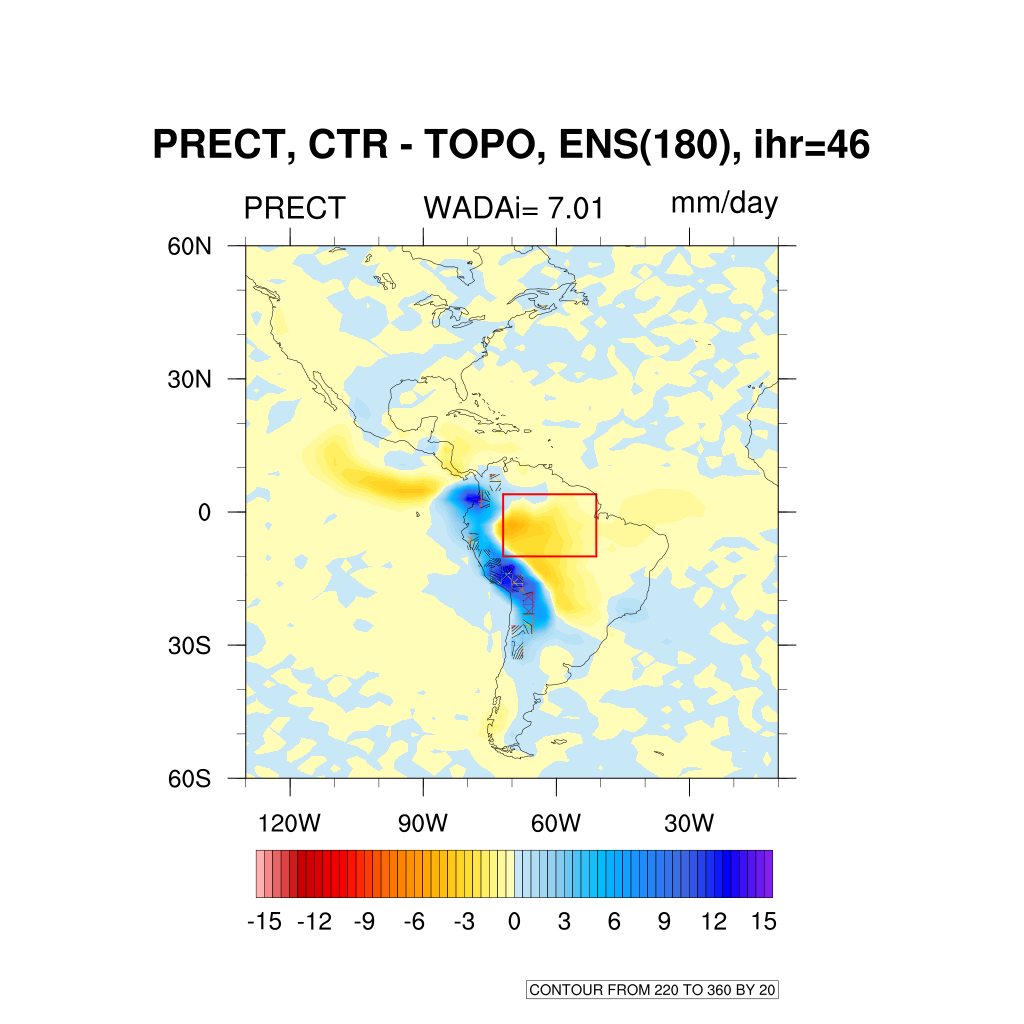 PRECT, CTR - TOPO, ENS(180), ihr=46
PRECT WADAi= 7.01 mm/day
60N
30N
0
30S
60S
120W 90W 60W 30W
-15 -12 -9 -6 -3 0 3 6 9 12 15
CONTOUR FROM 220 TO 360 BY 20